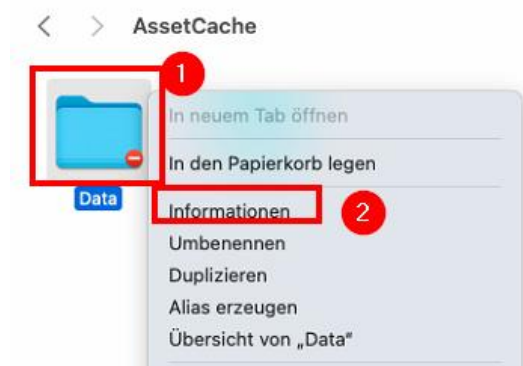 AssetCache
1
In neuem Tab öffnen
In den Papierkorb legen
Data
Informationen
2
Umbenennen
Duplizieren
Alias erzeugen
Übersicht von „Data“